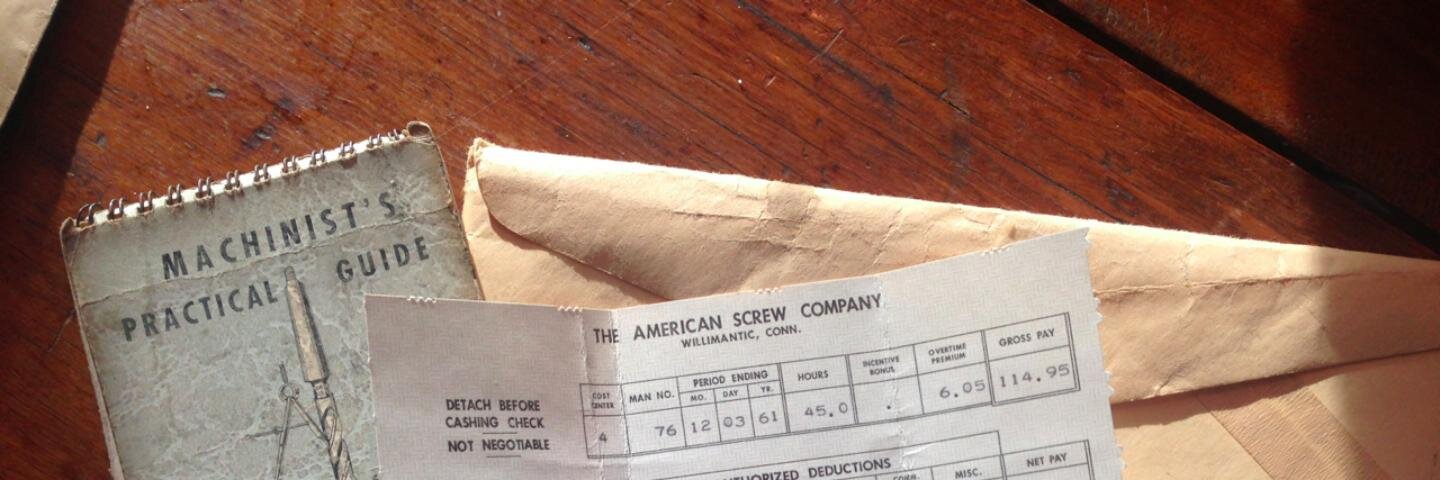 MACHINIST'S
PRACTICAL GUIDE
THE AMERICAN SCREW COMPANY
WILLIMANTIC, CONN.
DETACH BEFORE
CASHING CHECK
NOT NEGOTIABLE
COST CENTER MAN NO. PERIOD ENDING MO. DAY YR. HOURS INCENTIVE BONUS OVERTIME PREMIUM GROSS PAY
4 76 12 03 61 45.0 . 6.05 114.95
DEDUCTIONS
MISC. NET PAY